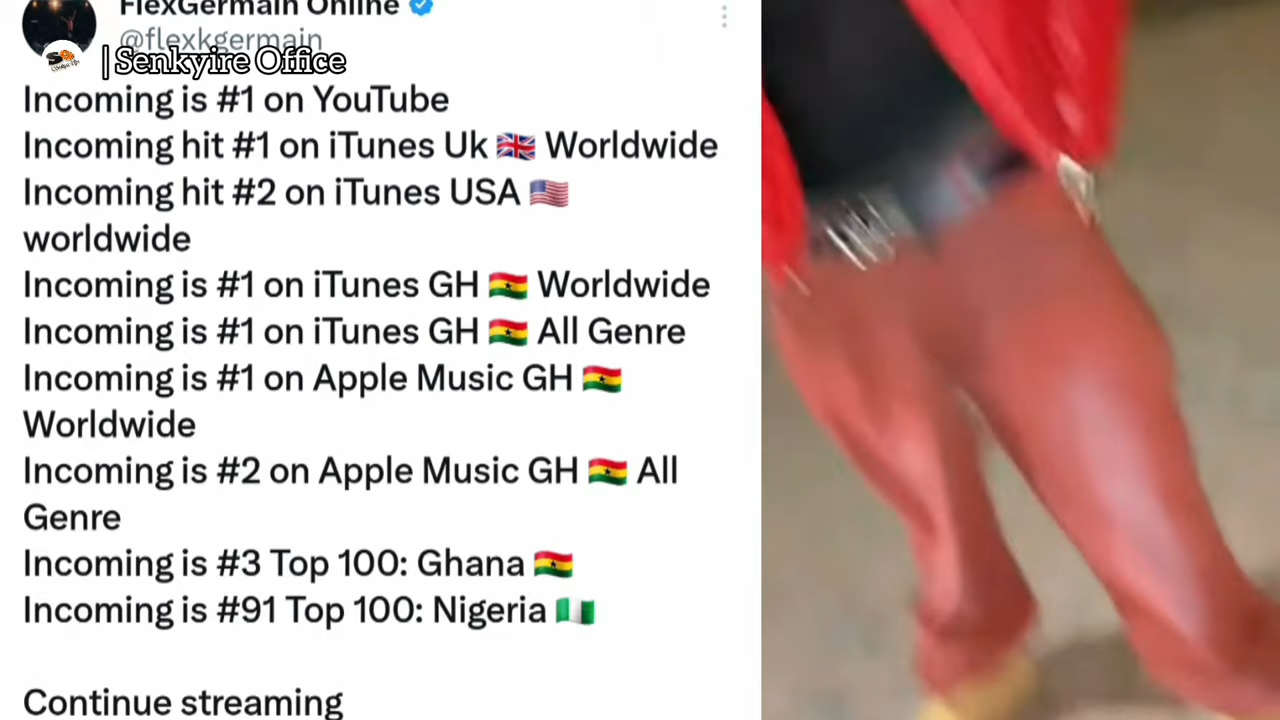 FlexGermain Online
@flexkgermain
| Senkyire Office
Incoming is #1 on YouTube
Incoming hit #1 on iTunes Uk 🇬🇧 Worldwide
Incoming hit #2 on iTunes USA 🇺🇸
worldwide
Incoming is #1 on iTunes GH 🇬🇭 Worldwide
Incoming is #1 on iTunes GH 🇬🇭 All Genre
Incoming is #1 on Apple Music GH 🇬🇭
Worldwide
Incoming is #2 on Apple Music GH 🇬🇭 All
Genre
Incoming is #3 Top 100: Ghana 🇬🇭
Incoming is #91 Top 100: Nigeria 🇳🇬
Continue streaming